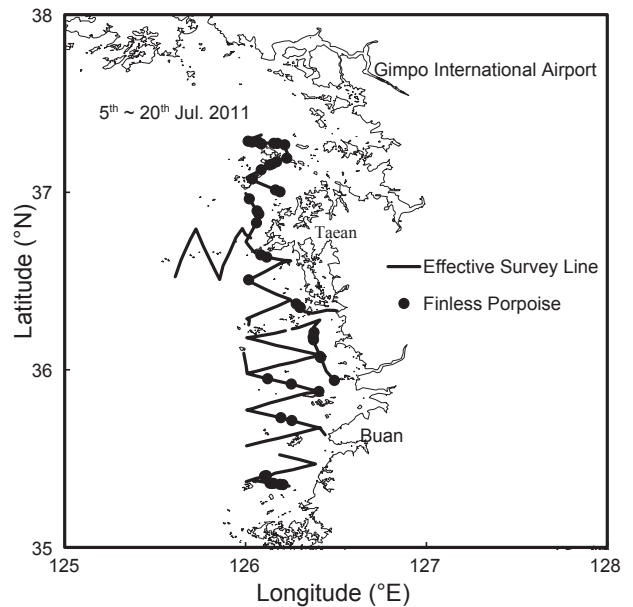 38
Gimpo International Airport
5th ~ 20th Jul. 2011
37
Taean
Effective Survey Line
Finless Porpoise
Latitude (°N)
36
Buan
35
125
126
127
128
Longitude (°E)